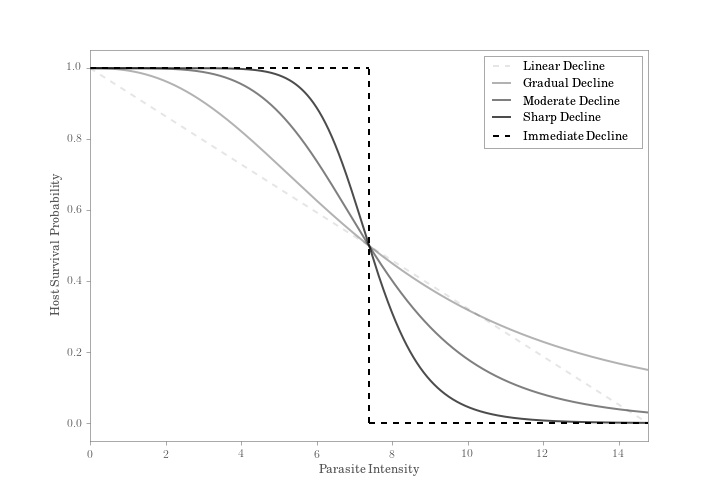 1.0
0.8
0.6
0.4
0.2
0.0
Host Survival Probability
0 2 4 6 8 10 12 14
Parasite Intensity
Linear Decline
Gradual Decline
Moderate Decline
Sharp Decline
Immediate Decline